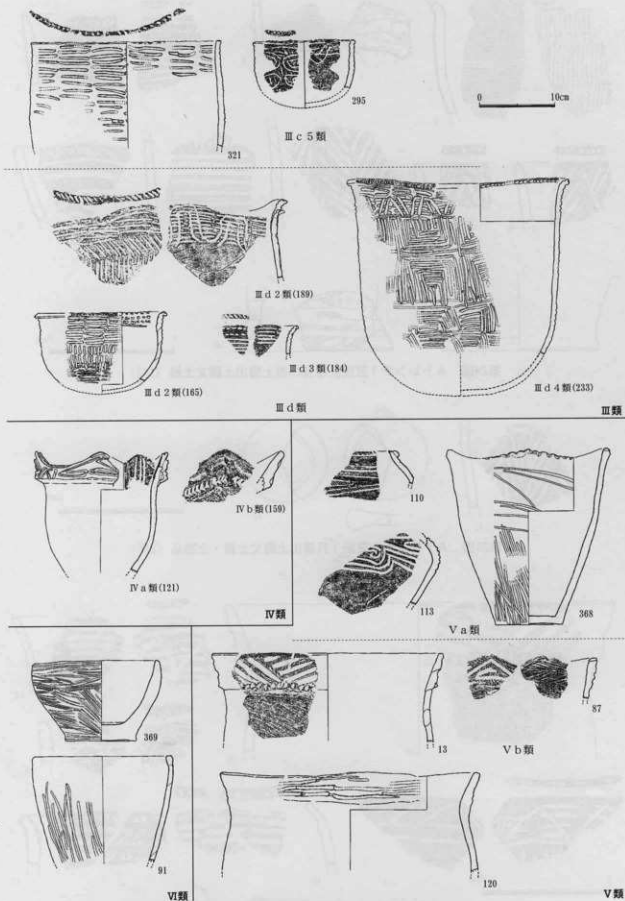 321
295
0 10cm
Ⅲc5類
Ⅲd2類(189)
Ⅲd2類(165)
Ⅲd3類(184)
Ⅲd4類(233)
Ⅲd類
Ⅲ類
Ⅳa類(121)
Ⅳb類(159)
Ⅳ類
110
113
368
Ⅴa類
369
91
Ⅵ類
13
87
Ⅴb類
120
Ⅴ類